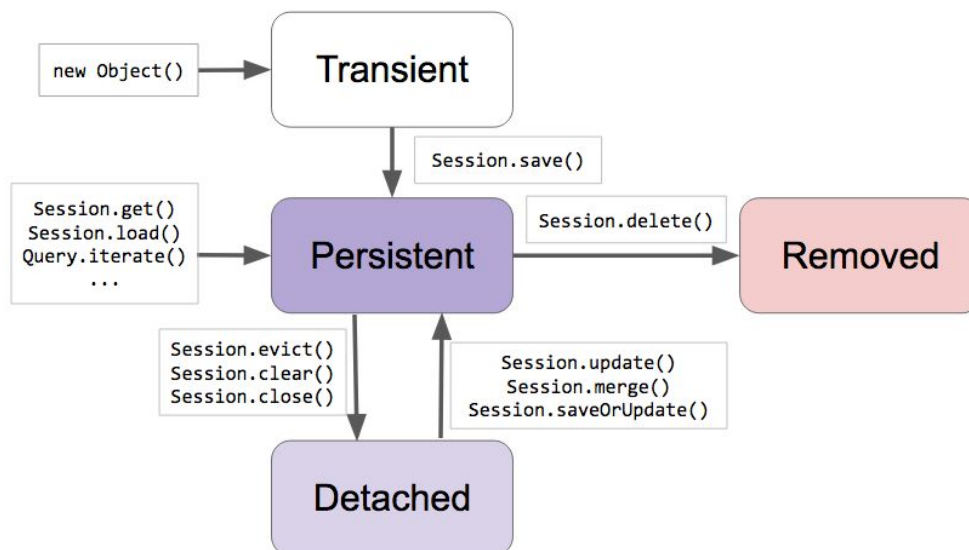 new Object()
Transient
Session.save()
Session.get()
Session.load()
Query.iterate()
...
Persistent
Session.delete()
Removed
Session.evict()
Session.clear()
Session.close()
Session.update()
Session.merge()
Session.saveOrUpdate()
Detached